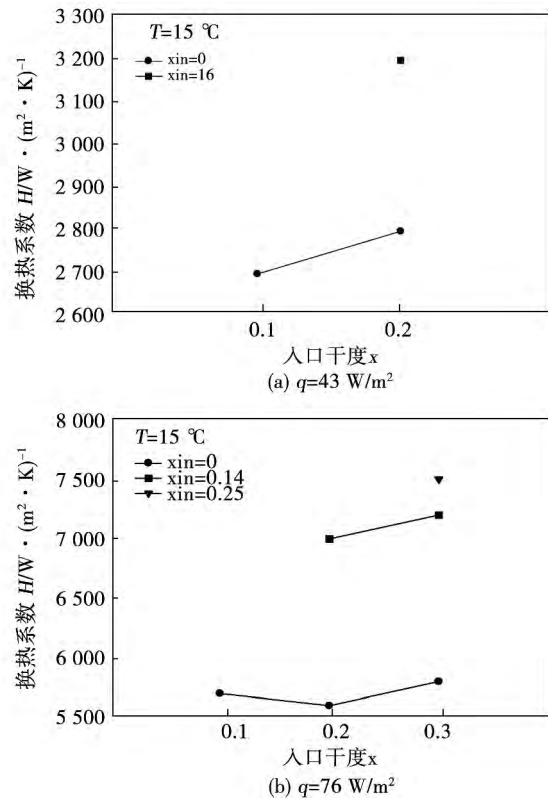 3 300
T=15 ℃
xin=0
xin=16
3 200
3 100
3 000
2 800
2 700
2 600
换热系数 H/W·(m²·K)⁻¹
0.1
0.2
入口干度x
(a) q=43 W/m²
8 000
T=15 ℃
xin=0
xin=0.14
xin=0.25
7 500
7 000
6 500
6 000
5 500
换热系数 H/W·(m²·K)⁻¹
0.1
0.2
0.3
入口干度x
(b) q=76 W/m²